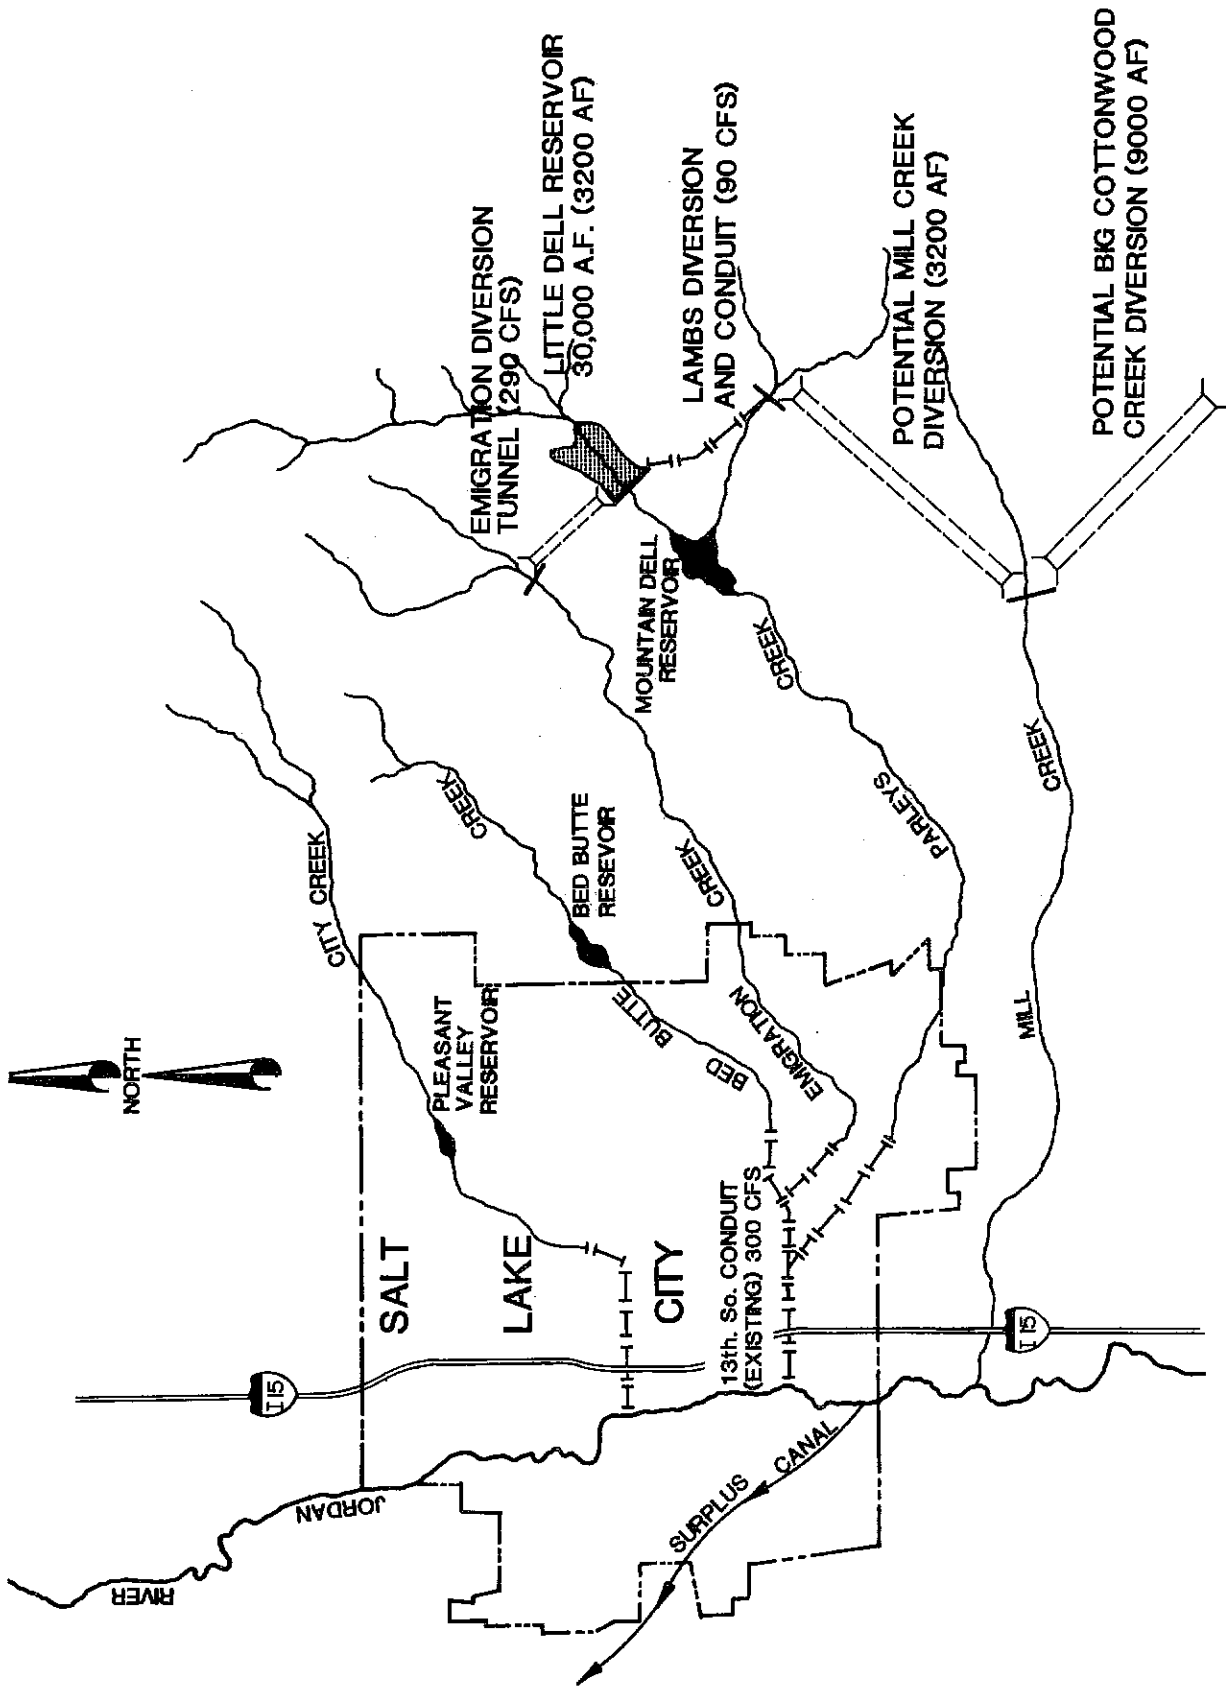 NORTH
CITY CREEK
PLEASANT
VALLEY
RESERVOIR
SALT
LAKE
CITY
I 15
JORDAN
RIVER
CREEK
BED BUTTE
RESEVOIR
BUTTE
BED
EMIGRATION DIVERSION
TUNNEL (290 CFS)
LITTLE DELL RESERVOIR
30,000 A.F. (3200 AF)
MOUNTAIN DELL
RESERVOIR
LAMBS DIVERSION
AND CONDUIT (90 CFS)
CREEK
EMIGRATION
CREEK
PARLEYS
13th. So. CONDUIT
(EXISTING) 300 CFS
SURPLUS
CANAL
POTENTIAL MILL CREEK
DIVERSION (3200 AF)
CREEK
MILL
I 15
POTENTIAL BIG COTTONWOOD
CREEK DIVERSION (9000 AF)